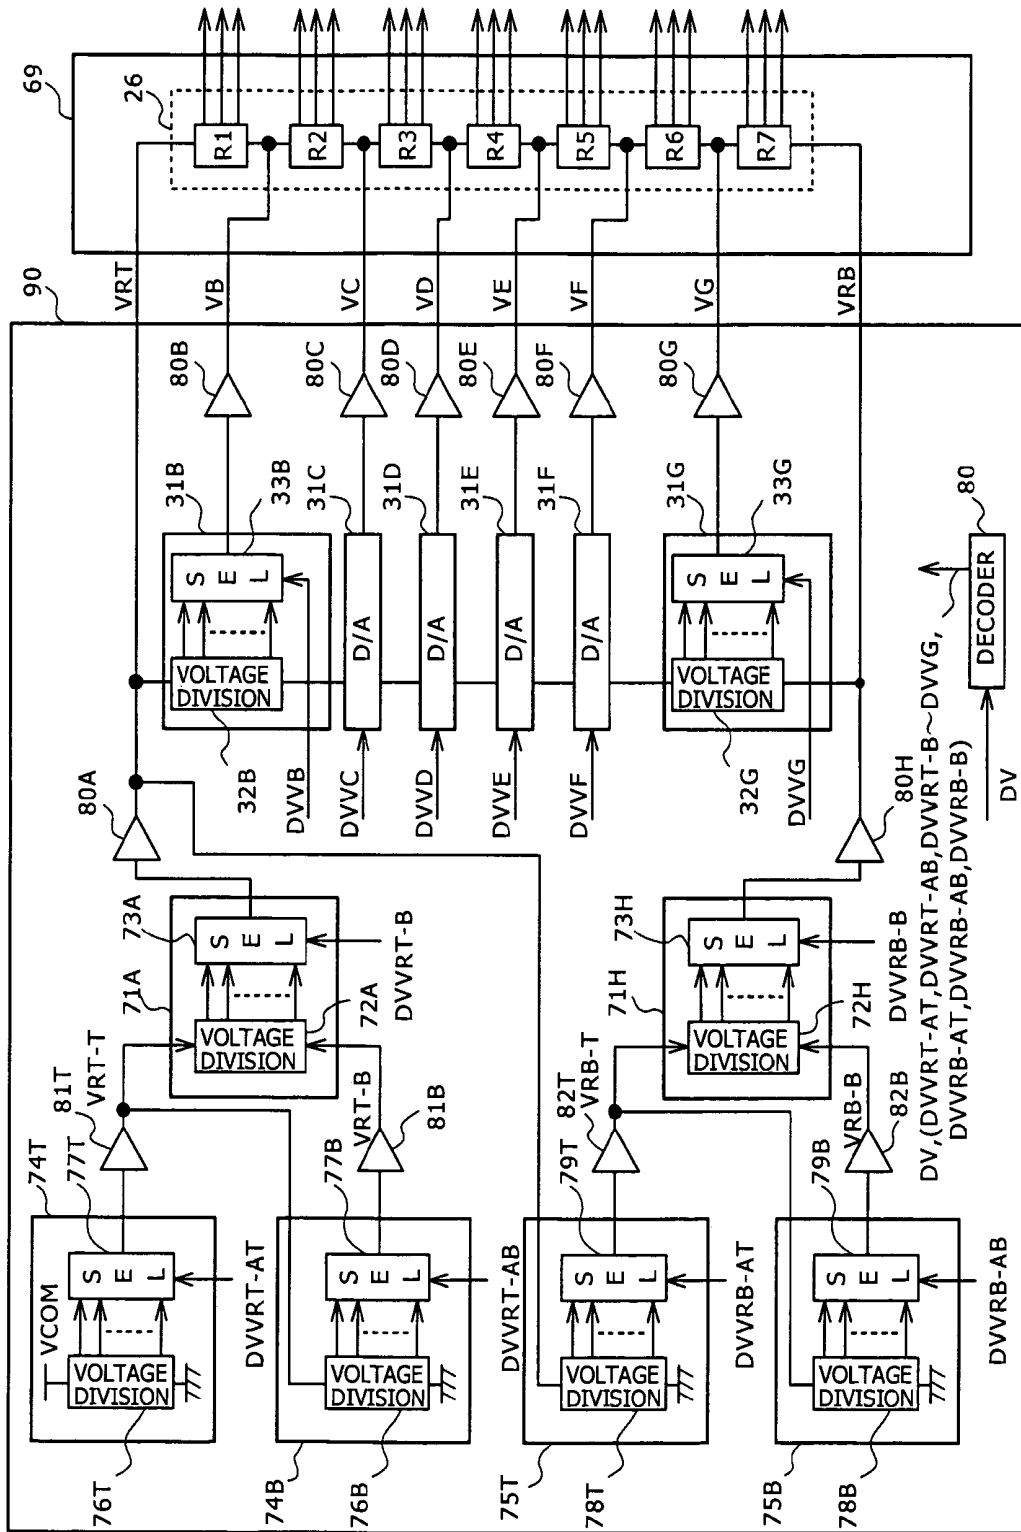 69
26
R1
R2
R3
R4
R5
R6
R7
90
VRT
VB
VC
VD
VE
VF
VG
VRB
80B
80C
80D
80E
80F
80G
31B
33B
31C
31D
31E
31F
31G
33G
SEL
VOLTAGE
DIVISION
D/A
D/A
D/A
D/A
SEL
VOLTAGE
DIVISION
32B
DVVB
DVVC
DVVD
DVVE
DVVF
32G
DVVG
80
DECODER
DV
80A
80H
DV,(DVVRT-AT,DVVRT-AB,DVVRT-B~DVVG,
DVVRB-AT,DVVRB-AB,DVVRB-B)
73A
71A
SEL
VOLTAGE
DIVISION
72A
DVVRT-B
73H
71H
SEL
VOLTAGE
DIVISION
72H
DVVRB-B
VRT-T
81T
VRT-B
81B
VRB-T
82T
VRB-B
82B
74T
77T
VCOM
SEL
VOLTAGE
DIVISION
DVVRT-AT
76T
77B
SEL
VOLTAGE
DIVISION
DVVRT-AB
74B
76B
79T
SEL
VOLTAGE
DIVISION
DVVRB-AT
75T
78T
79B
SEL
VOLTAGE
DIVISION
DVVRB-AB
75B
78B